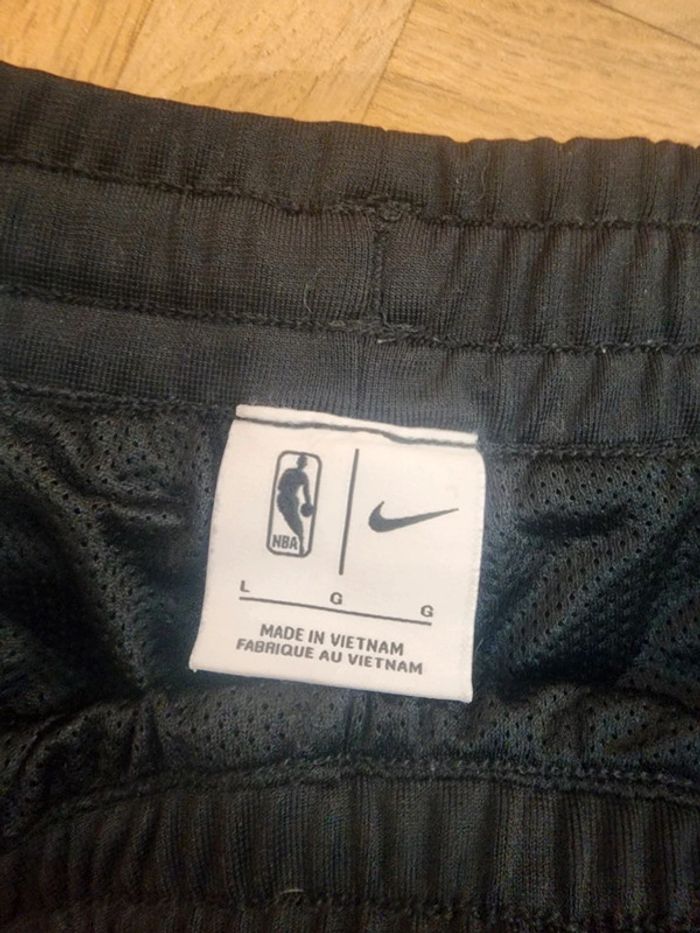 NBA
L G G
MADE IN VIETNAM
FABRIQUE AU VIETNAM